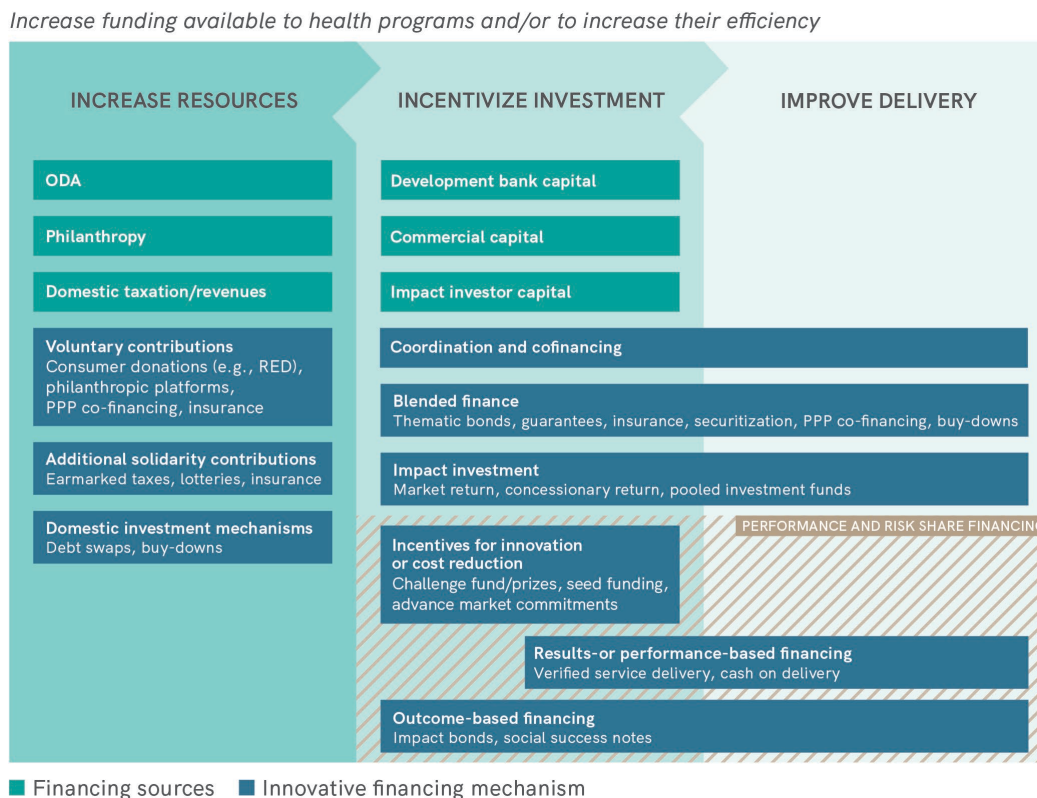 Increase funding available to health programs and/or to increase their efficiency
INCREASE RESOURCES
INCENTIVIZE INVESTMENT
IMPROVE DELIVERY
ODA
Philanthropy
Domestic taxation/revenues
Voluntary contributions
Consumer donations (e.g., RED),
philanthropic platforms,
PPP co-financing, insurance
Additional solidarity contributions
Earmarked taxes, lotteries, insurance
Domestic investment mechanisms
Debt swaps, buy-downs
Development bank capital
Commercial capital
Impact investor capital
Coordination and cofinancing
Blended finance
Thematic bonds, guarantees, insurance, securitization, PPP co-financing, buy-downs
Impact investment
Market return, concessionary return, pooled investment funds
PERFORMANCE AND RISK SHARE FINANCING
Incentives for innovation
or cost reduction
Challenge fund/prizes, seed funding,
advance market commitments
Results-or performance-based financing
Verified service delivery, cash on delivery
Outcome-based financing
Impact bonds, social success notes
Financing sources
Innovative financing mechanism